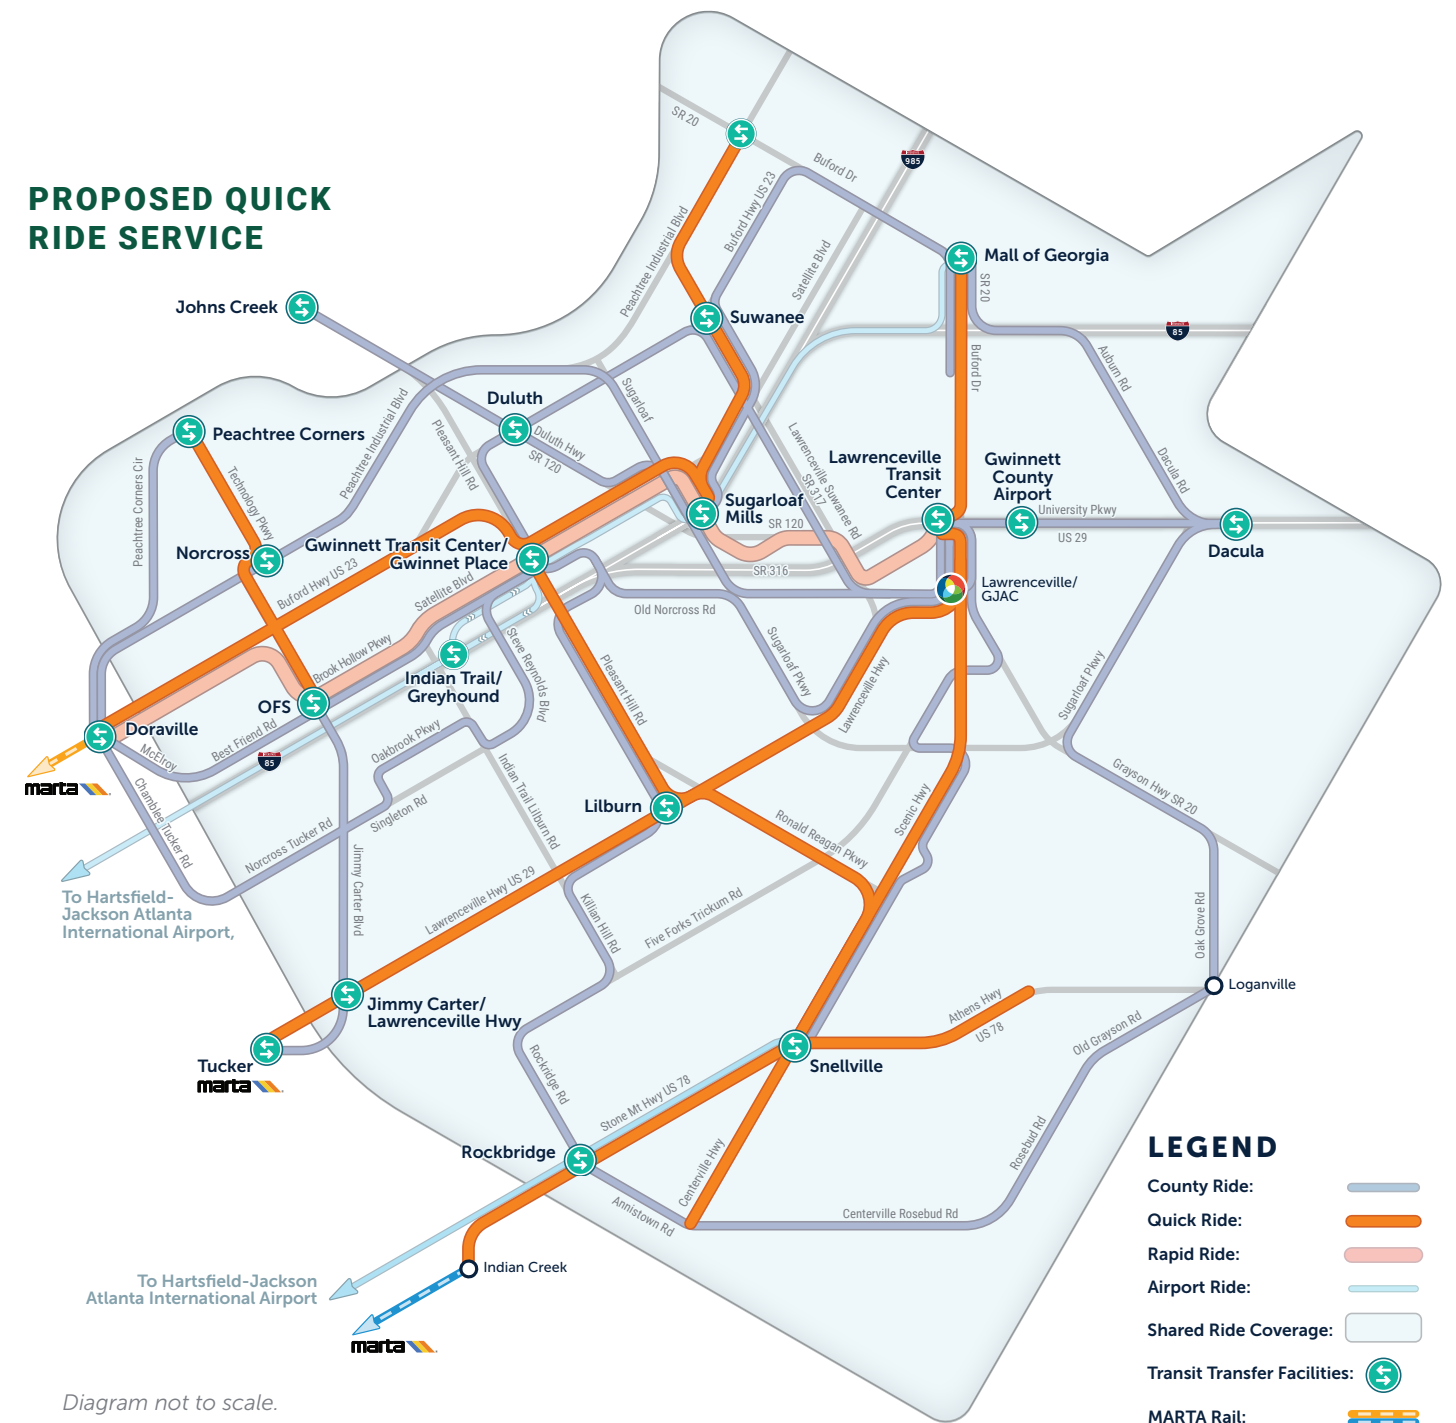 PROPOSED QUICK
RIDE SERVICE
SR 20
Buford Dr
985
Buford Hwy US 23
Peachtree Industrial Blvd
Satellite Blvd
Mall of Georgia
SR 20
85
Johns Creek
Suwanee
Buford Dr
Auburn Rd
Duluth
Sugarloaf
Peachtree Industrial Blvd
Pleasant Hill Rd
Duluth Hwy
SR 120
Peachtree Corners
Peachtree Corners Cir
Technology Pkwy
Lawrenceville Suwanee Rd
SR 317
Lawrenceville
Transit
Center
Gwinnett
County
Airport
Dacula Rd
University Pkwy
US 29
Dacula
Sugarloaf
Mills
SR 120
SR 316
Norcross
Gwinnett Transit Center/
Gwinnet Place
Buford Hwy US 23
Satellite Blvd
Lawrenceville/
GJAC
Old Norcross Rd
Brook Hollow Pkwy
Steve Reynolds Blvd
Indian Trail/
Greyhound
Pleasant Hill Rd
Sugarloaf Pkwy
Lawrenceville Hwy
Sugarloaf Pkwy
OFS
Doraville
McElroy
Best Friend Rd
85
Oakbrook Pkwy
marta
Chamblee Tucker Rd
Indian Trail Lilburn Rd
Singleton Rd
Norcross Tucker Rd
Lilburn
Scenic Hwy
Ronald Reagan Pkwy
Grayson Hwy SR 20
To Hartsfield-
Jackson Atlanta
International Airport,
Jimmy Carter Blvd
Lawrenceville Hwy US 29
Killian Hill Rd
Five Forks Trickum Rd
Oak Grove Rd
Loganville
Jimmy Carter/
Lawrenceville Hwy
Athens Hwy
US 78
Old Grayson Rd
Tucker
marta
Rockridge Rd
Stone Mt Hwy US 78
Snellville
Rockbridge
Annistown Rd
Centerville Hwy
Centerville Rosebud Rd
Rosebud Rd
Indian Creek
To Hartsfield-Jackson
Atlanta International Airport
marta
LEGEND
County Ride:
Quick Ride:
Rapid Ride:
Airport Ride:
Shared Ride Coverage:
Transit Transfer Facilities:
MARTA Rail:
Diagram not to scale.